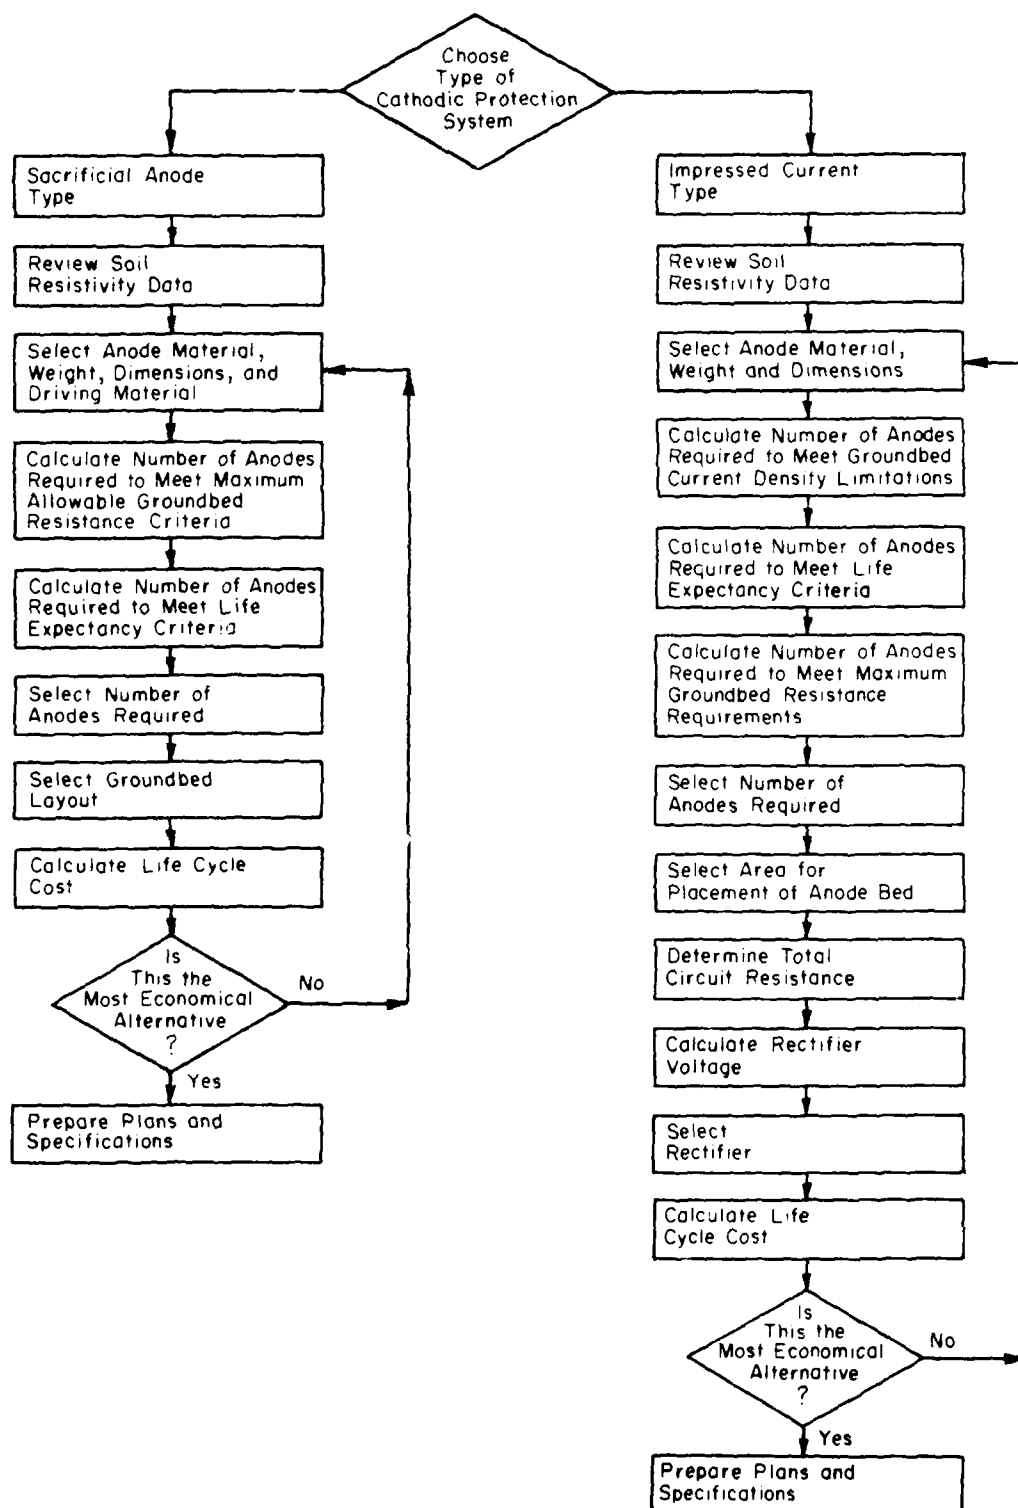 Choose
Type of
Cathodic Protection
System
Sacrificial Anode
Type
Review Soil
Resistivity Data
Select Anode Material,
Weight, Dimensions, and
Driving Material
Calculate Number of Anodes
Required to Meet Maximum
Allowable Groundbed
Resistance Criteria
Calculate Number of Anodes
Required to Meet Life
Expectancy Criteria
Select Number of
Anodes Required
Select Groundbed
Layout
Calculate Life Cycle
Cost
Is
This the
Most Economical
Alternative
?
No
Yes
Prepare Plans and
Specifications
Impressed Current
Type
Review Soil
Resistivity Data
Select Anode Material,
Weight and Dimensions
Calculate Number of Anodes
Required to Meet Groundbed
Current Density Limitations
Calculate Number of Anodes
Required to Meet Life
Expectancy Criteria
Calculate Number of Anodes
Required to Meet Maximum
Groundbed Resistance
Requirements
Select Number of
Anodes Required
Select Area for
Placement of Anode Bed
Determine Total
Circuit Resistance
Calculate Rectifier
Voltage
Select
Rectifier
Calculate Life
Cycle Cost
Is
This the
Most Economical
Alternative
?
No
Yes
Prepare Plans and
Specifications